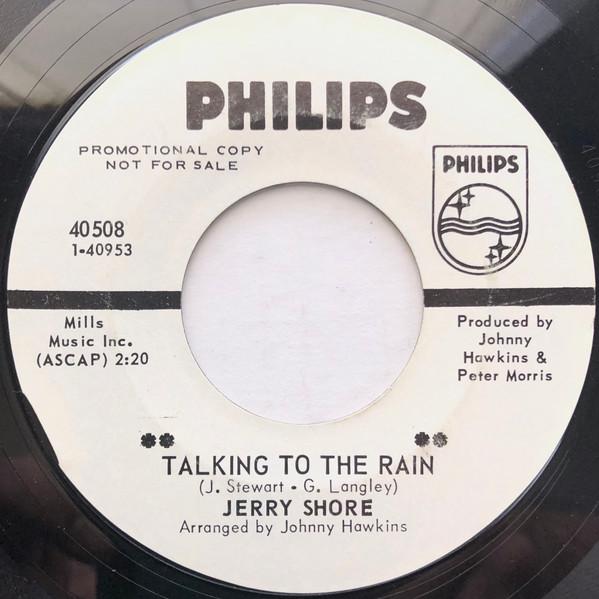 PHILIPS
PROMOTIONAL COPY
NOT FOR SALE
PHILIPS
40508
1-40953
Mills
Music Inc.
(ASCAP) 2:20
Produced by
Johnny
Hawkins &
Peter Morris
TALKING TO THE RAIN
(J. Stewart • G. Langley)
JERRY SHORE
Arranged by Johnny Hawkins